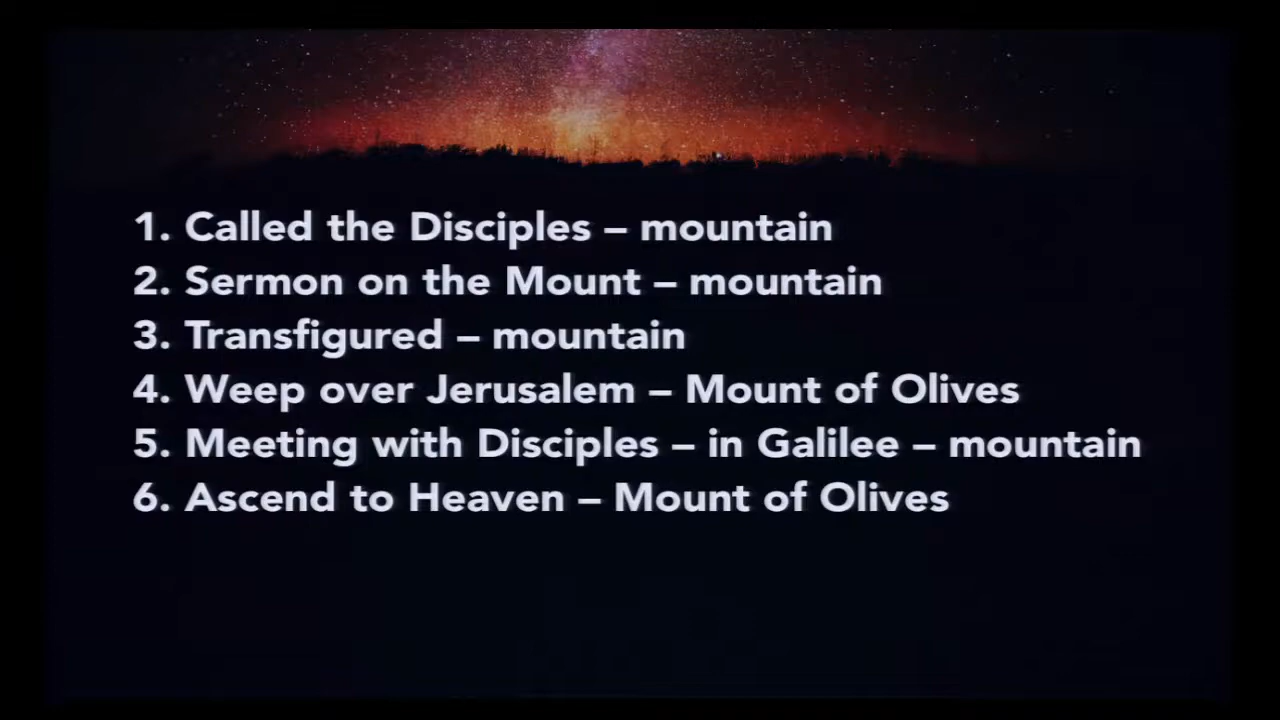 1. Called the Disciples – mountain
2. Sermon on the Mount – mountain
3. Transfigured – mountain
4. Weep over Jerusalem – Mount of Olives
5. Meeting with Disciples – in Galilee – mountain
6. Ascend to Heaven – Mount of Olives